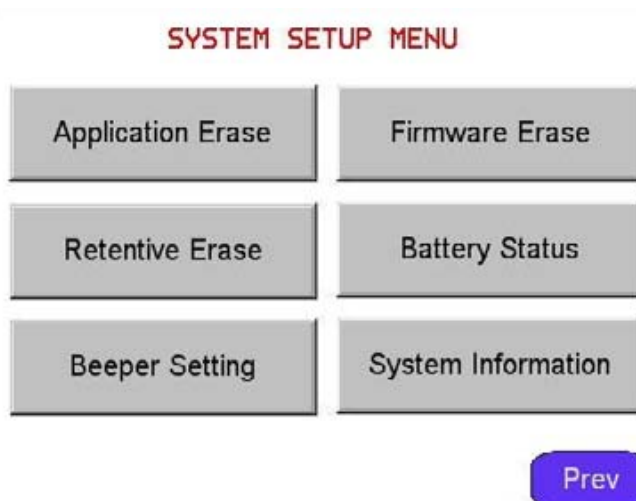 SYSTEM SETUP MENU
Application Erase
Firmware Erase
Retentive Erase
Battery Status
Beeper Setting
System Information
Prev